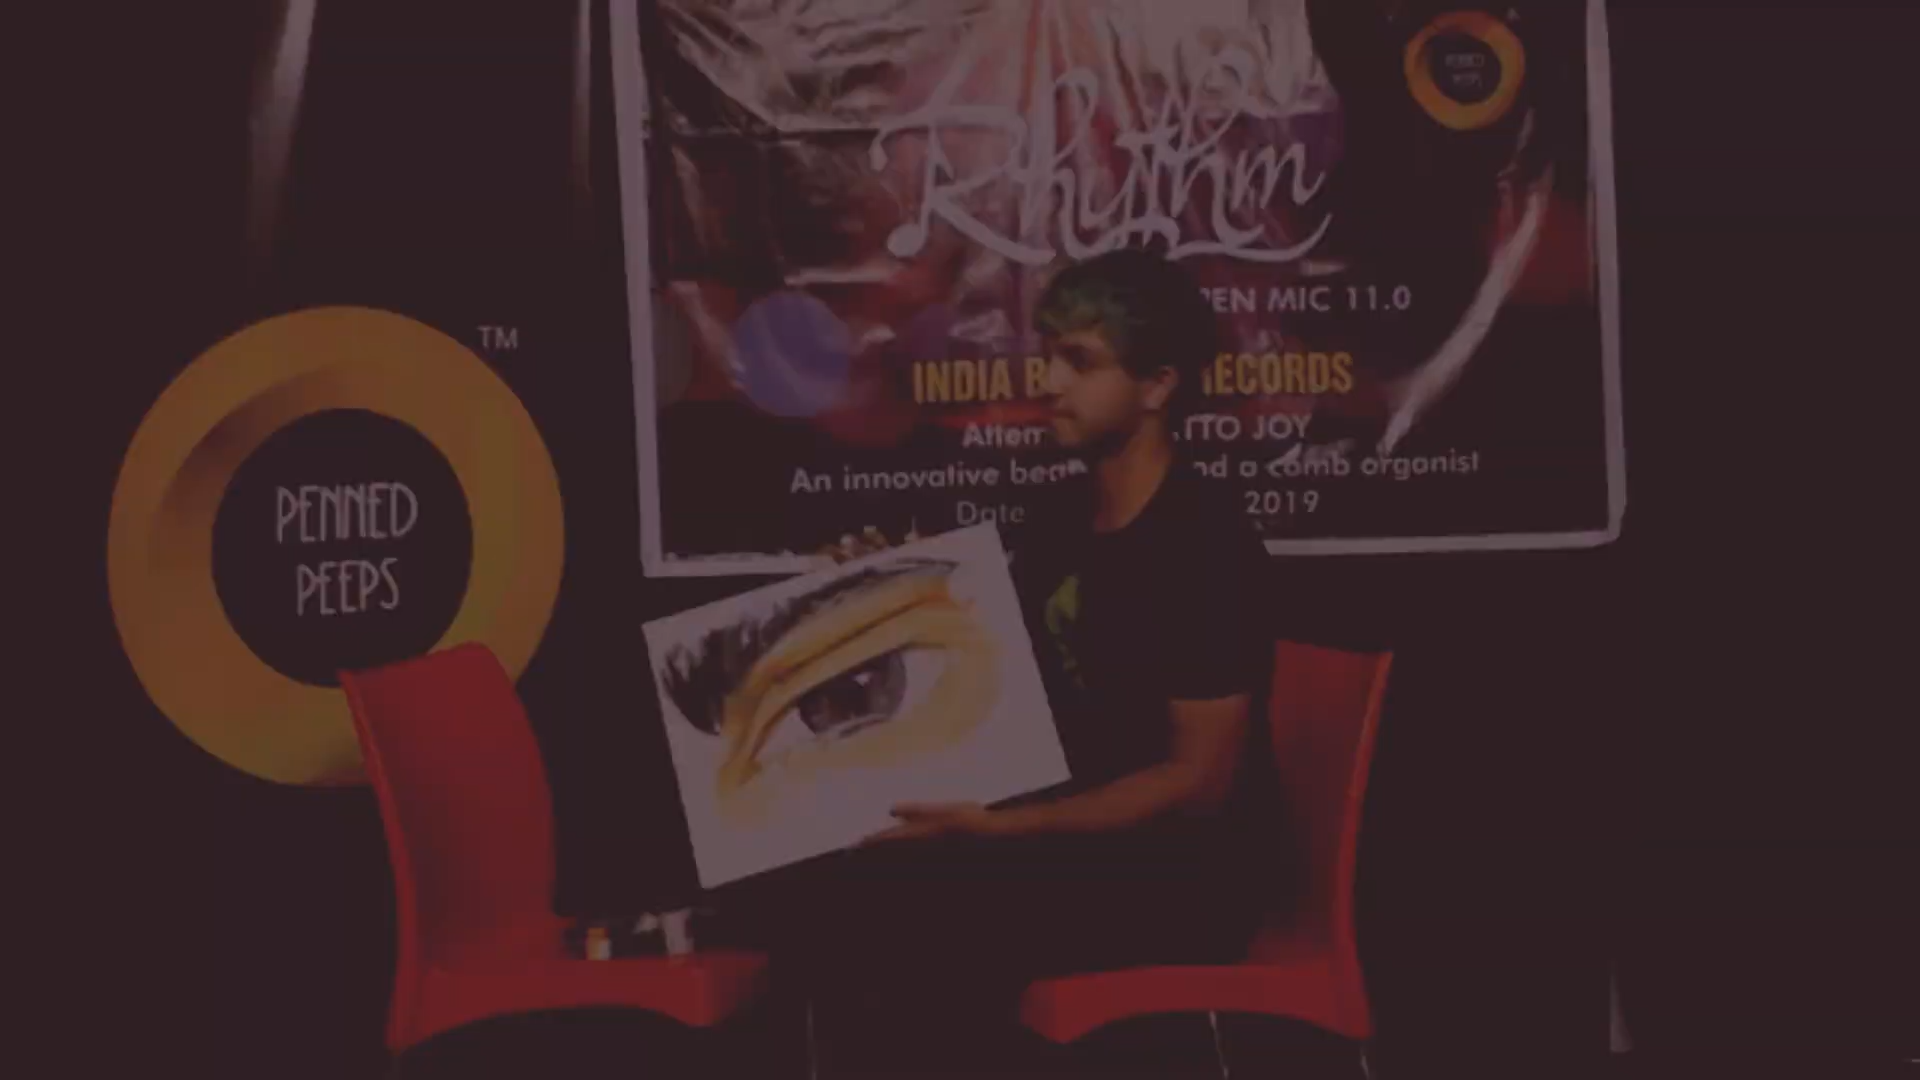 Rhythm
PEN MIC 11.0
INDIA B ECORDS
TM
Attem TTO JOY
An innovative bea nd a comb organist
Date 2019
PENNED
PEEPS